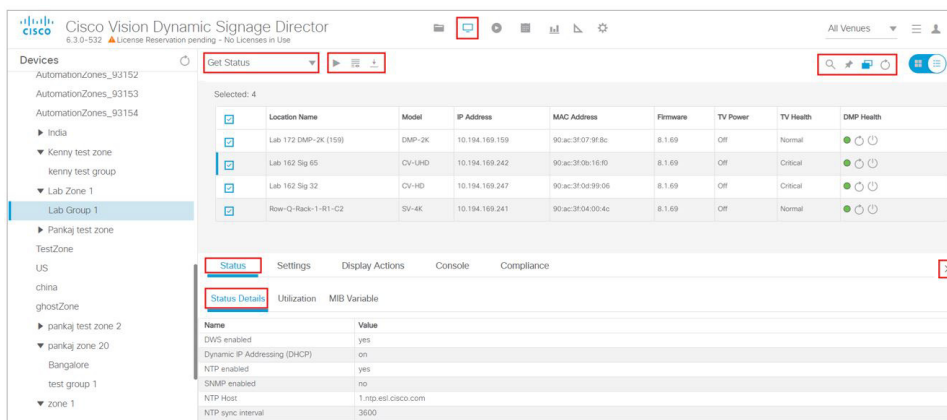 CISCO
Cisco Vision Dynamic Signage Director
6.3.0-532 License Reservation pending - No Licenses in Use
All Venues
Devices
AutomationZones_93152
AutomationZones_93153
AutomationZones_93154
India
Kenny test zone
kenny test group
Lab Zone 1
Lab Group 1
Pankaj test zone
TestZone
US
china
ghostZone
pankaj test zone 2
pankaj zone 20
Bangalore
test group 1
zone 1
Get Status
Selected: 4
Location Name Model IP Address MAC Address Firmware TV Power TV Health DMP Health
Lab 172 DMP-2K (159) DMP-2K 10.194.169.159 90:ac:3f:07:9f:8c 8.1.69 Off Normal
Lab 162 Sig 65 CV-UHD 10.194.169.242 90:ac:3f:0b:16:f0 8.1.69 Off Critical
Lab 162 Sig 32 CV-HD 10.194.169.247 90:ac:3f:0d:99:06 8.1.69 Off Critical
Row-Q-Rack-1-R1-C2 SV-4K 10.194.169.241 90:ac:3f:04:00:4c 8.1.69 Off Normal
Status Settings Display Actions Console Compliance
Status Details Utilization MIB Variable
Name Value
DWS enabled yes
Dynamic IP Addressing (DHCP) on
NTP enabled yes
SNMP enabled no
NTP Host 1.ntp.esl.cisco.com
NTP sync interval 3600